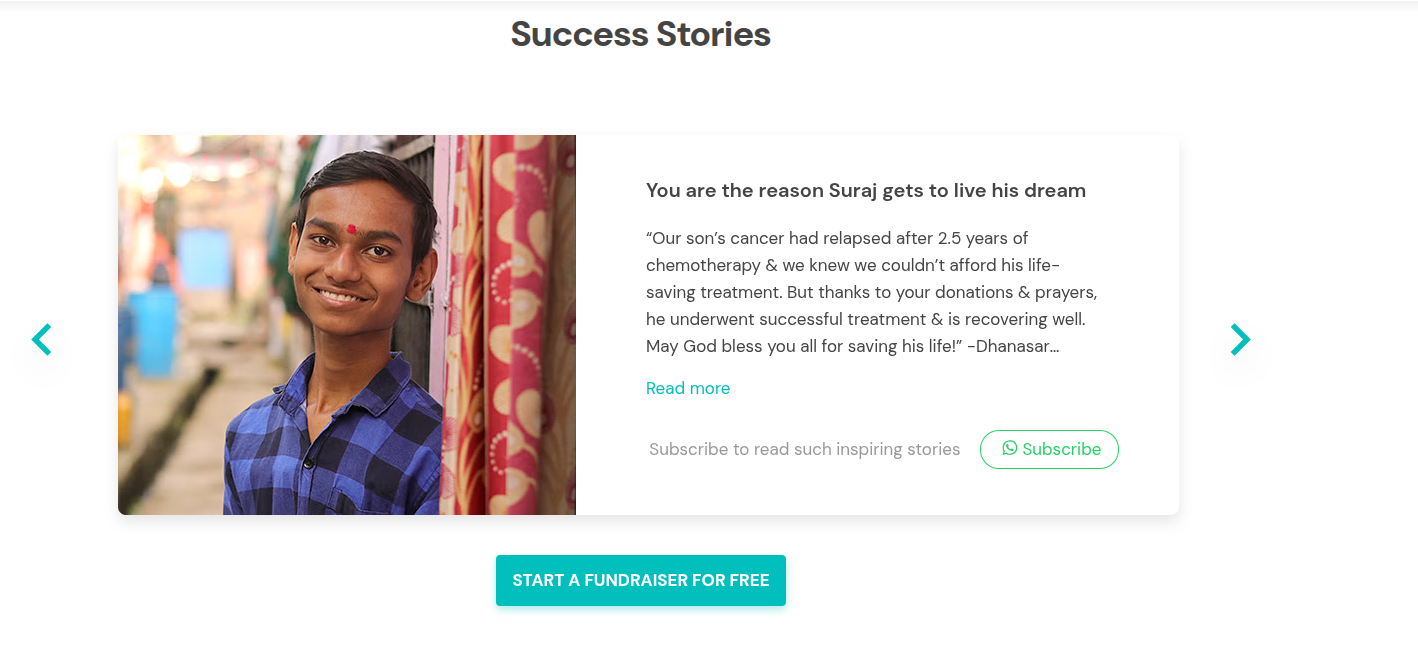 Success Stories
You are the reason Suraj gets to live his dream
“Our son’s cancer had relapsed after 2.5 years of
chemotherapy & we knew we couldn’t afford his life-
saving treatment. But thanks to your donations & prayers,
he underwent successful treatment & is recovering well.
May God bless you all for saving his life!” -Dhanasar...
Read more
Subscribe to read such inspiring stories
Subscribe
START A FUNDRAISER FOR FREE